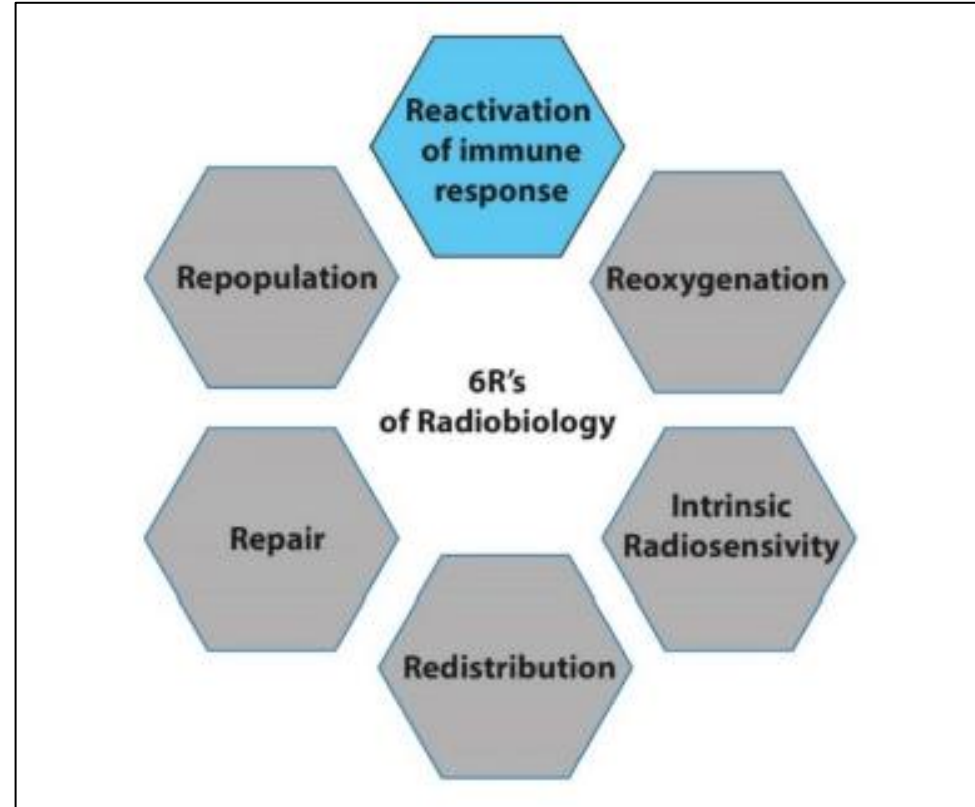 Reactivation
of immune
response
Repopulation
Reoxygenation
6R's
of Radiobiology
Repair
Intrinsic
Radiosensivity
Redistribution